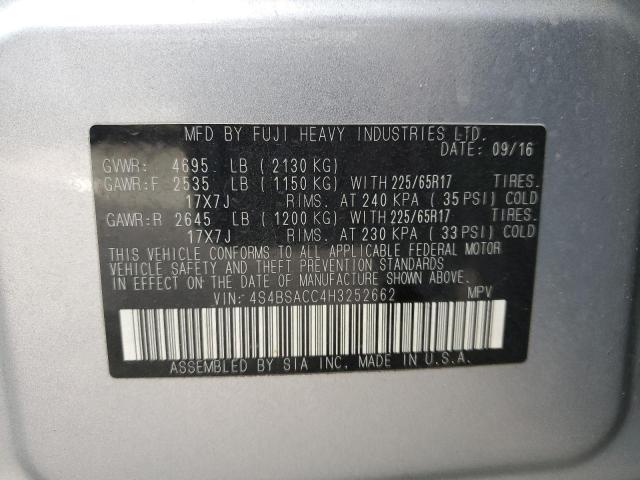 MFD BY FUJI HEAVY INDUSTRIES LTD.
DATE: 09/16
GVWR: 4695 LB ( 2130 KG)
GAWR:F 2535 LB ( 1150 KG) WITH 225/65R17 TIRES.
17X7J RIMS. AT 240 KPA ( 35 PSI) COLD
GAWR:R 2645 LB ( 1200 KG) WITH 225/65R17 TIRES.
17X7J RIMS. AT 230 KPA ( 33 PSI) COLD
THIS VEHICLE CONFORMS TO ALL APPLICABLE FEDERAL MOTOR
VEHICLE SAFETY AND THEFT PREVENTION STANDARDS
IN EFFECT ON THE DATE OF MANUFACTURE SHOWN ABOVE.
VIN: 4S4BSACC4H3252662 MPV
ASSEMBLED BY SIA INC. MADE IN U.S.A.